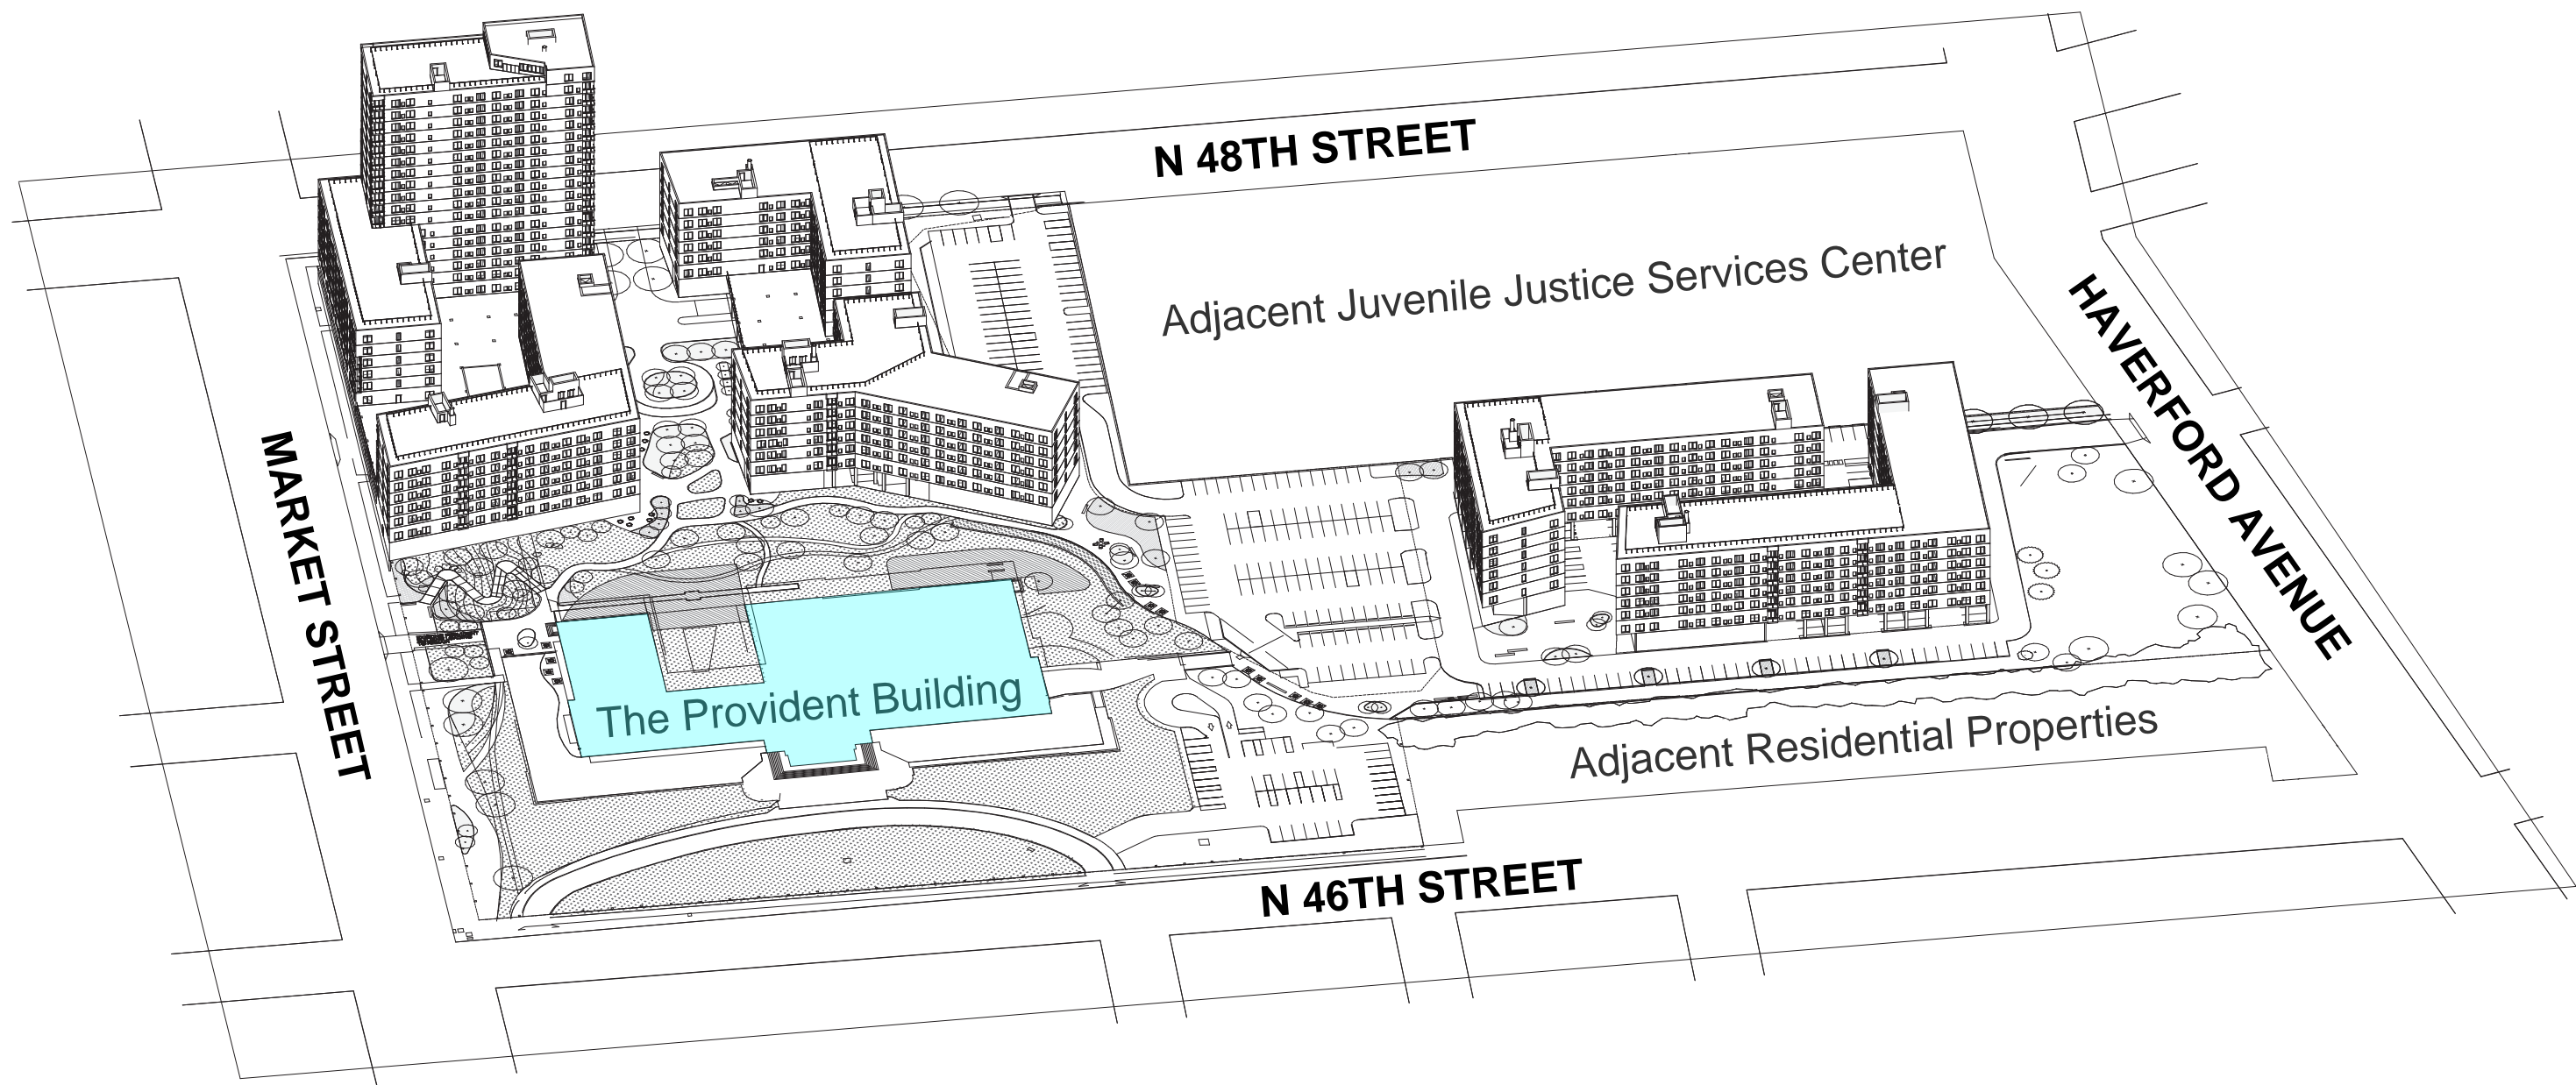 N 48TH STREET
Adjacent Juvenile Justice Services Center
HAVERFORD AVENUE
MARKET STREET
The Provident Building
Adjacent Residential Properties
N 46TH STREET